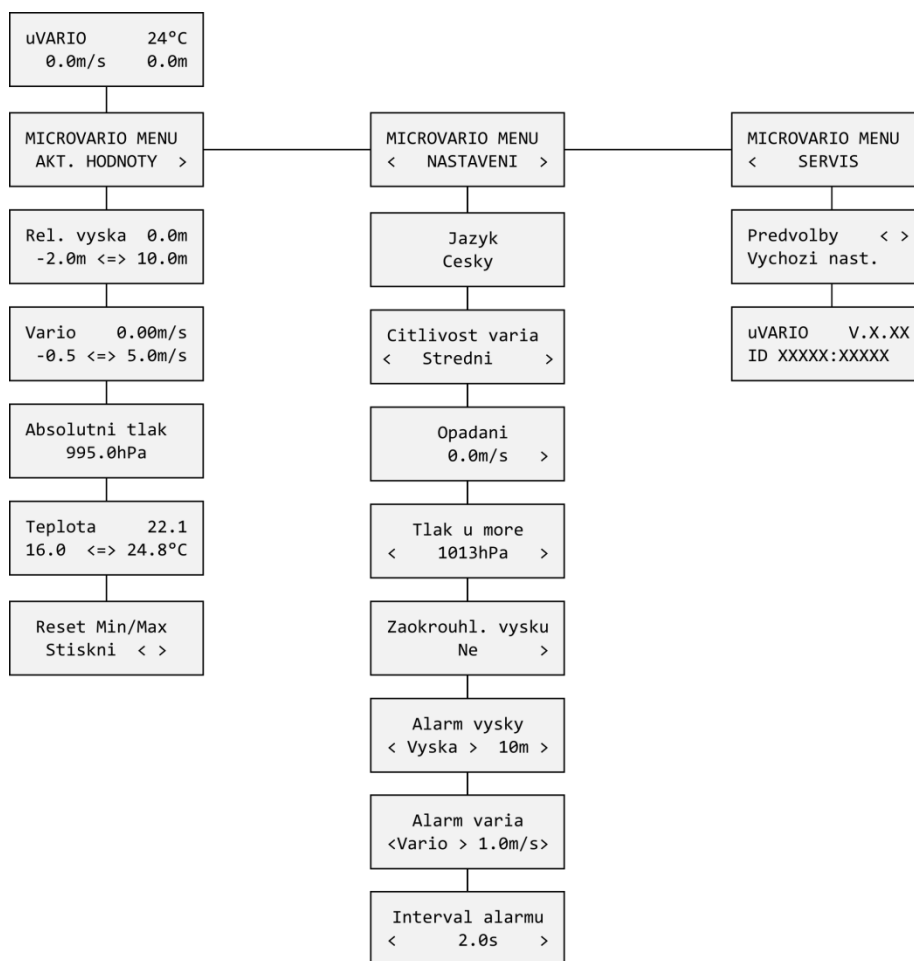 uVARIO 24°C
0.0m/s 0.0m
MICROVARIO MENU
AKT. HODNOTY >
Rel. vyska 0.0m
-2.0m <=> 10.0m
Vario 0.00m/s
-0.5 <=> 5.0m/s
Absolutni tlak
995.0hPa
Teplota 22.1
16.0 <=> 24.8°C
Reset Min/Max
Stiskni < >
MICROVARIO MENU
< NASTAVENI >
Jazyk
Cesky
Citlivost varia
< Stredni >
Opadani
0.0m/s >
Tlak u more
< 1013hPa >
Zaokrouhl. vysku
Ne >
Alarm vysky
< Vyska > 10m >
Alarm varia
<Vario > 1.0m/s>
Interval alarmu
< 2.0s >
MICROVARIO MENU
< SERVIS
Predvolby < >
Vychozi nast.
uVARIO V.X.XX
ID XXXXX:XXXXX